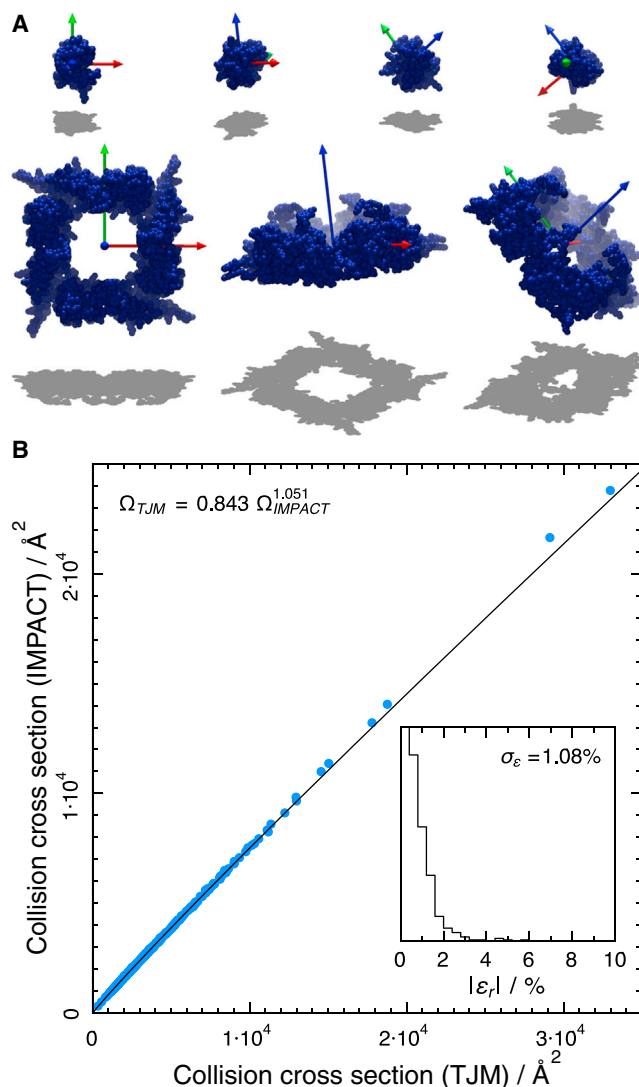 A
B
Ω_TJM = 0.843 Ω_IMPACT^1.051
Collision cross section (IMPACT) / Å²
2·10⁴
1·10⁴
0
σ_ε =1.08%
0 2 4 6 8 10
|ε_r| / %
0 1·10⁴ 2·10⁴ 3·10⁴
Collision cross section (TJM) / Å²